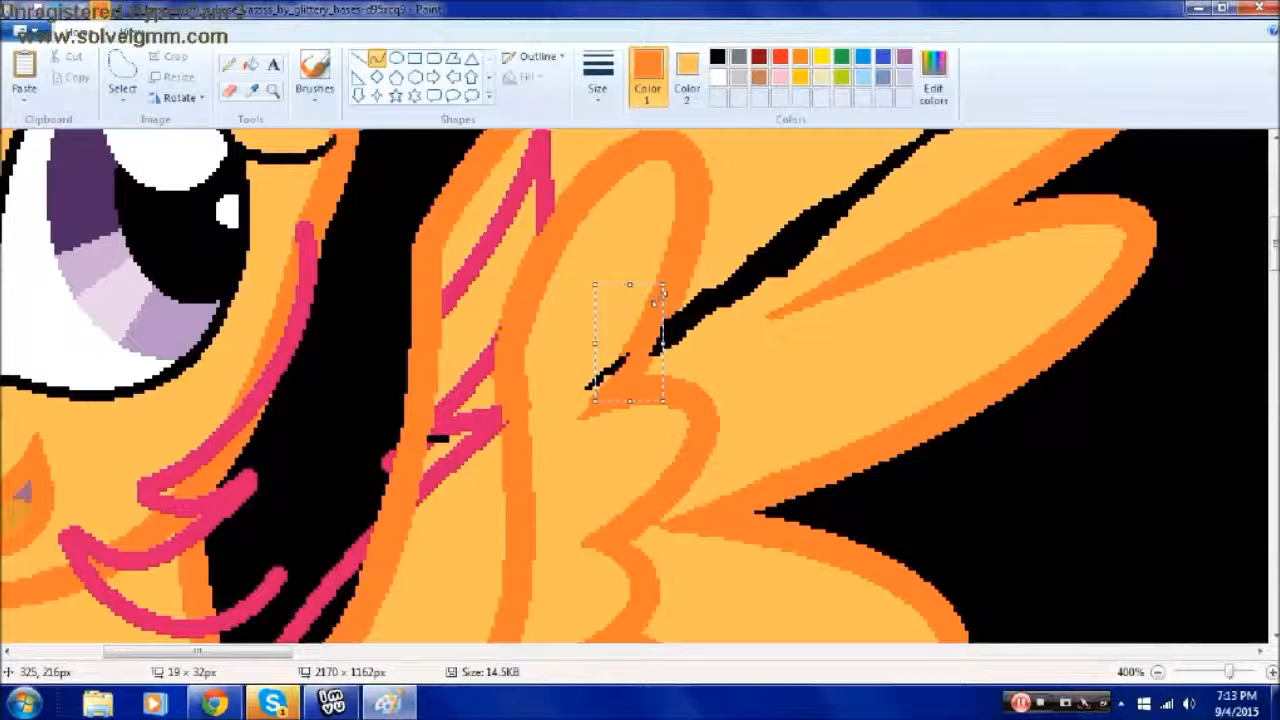 www.solveigmm.com
Paste
Cut
Copy
Clipboard
Select
Crop
Resize
Rotate
Image
A
Tools
Brushes
Outline
Fill
Shapes
Size
Color 1
Color 2
Edit colors
Colors
325, 216px
19 × 32px
2170 × 1162px
Size: 14.5KB
400%
7:13 PM
9/4/2015